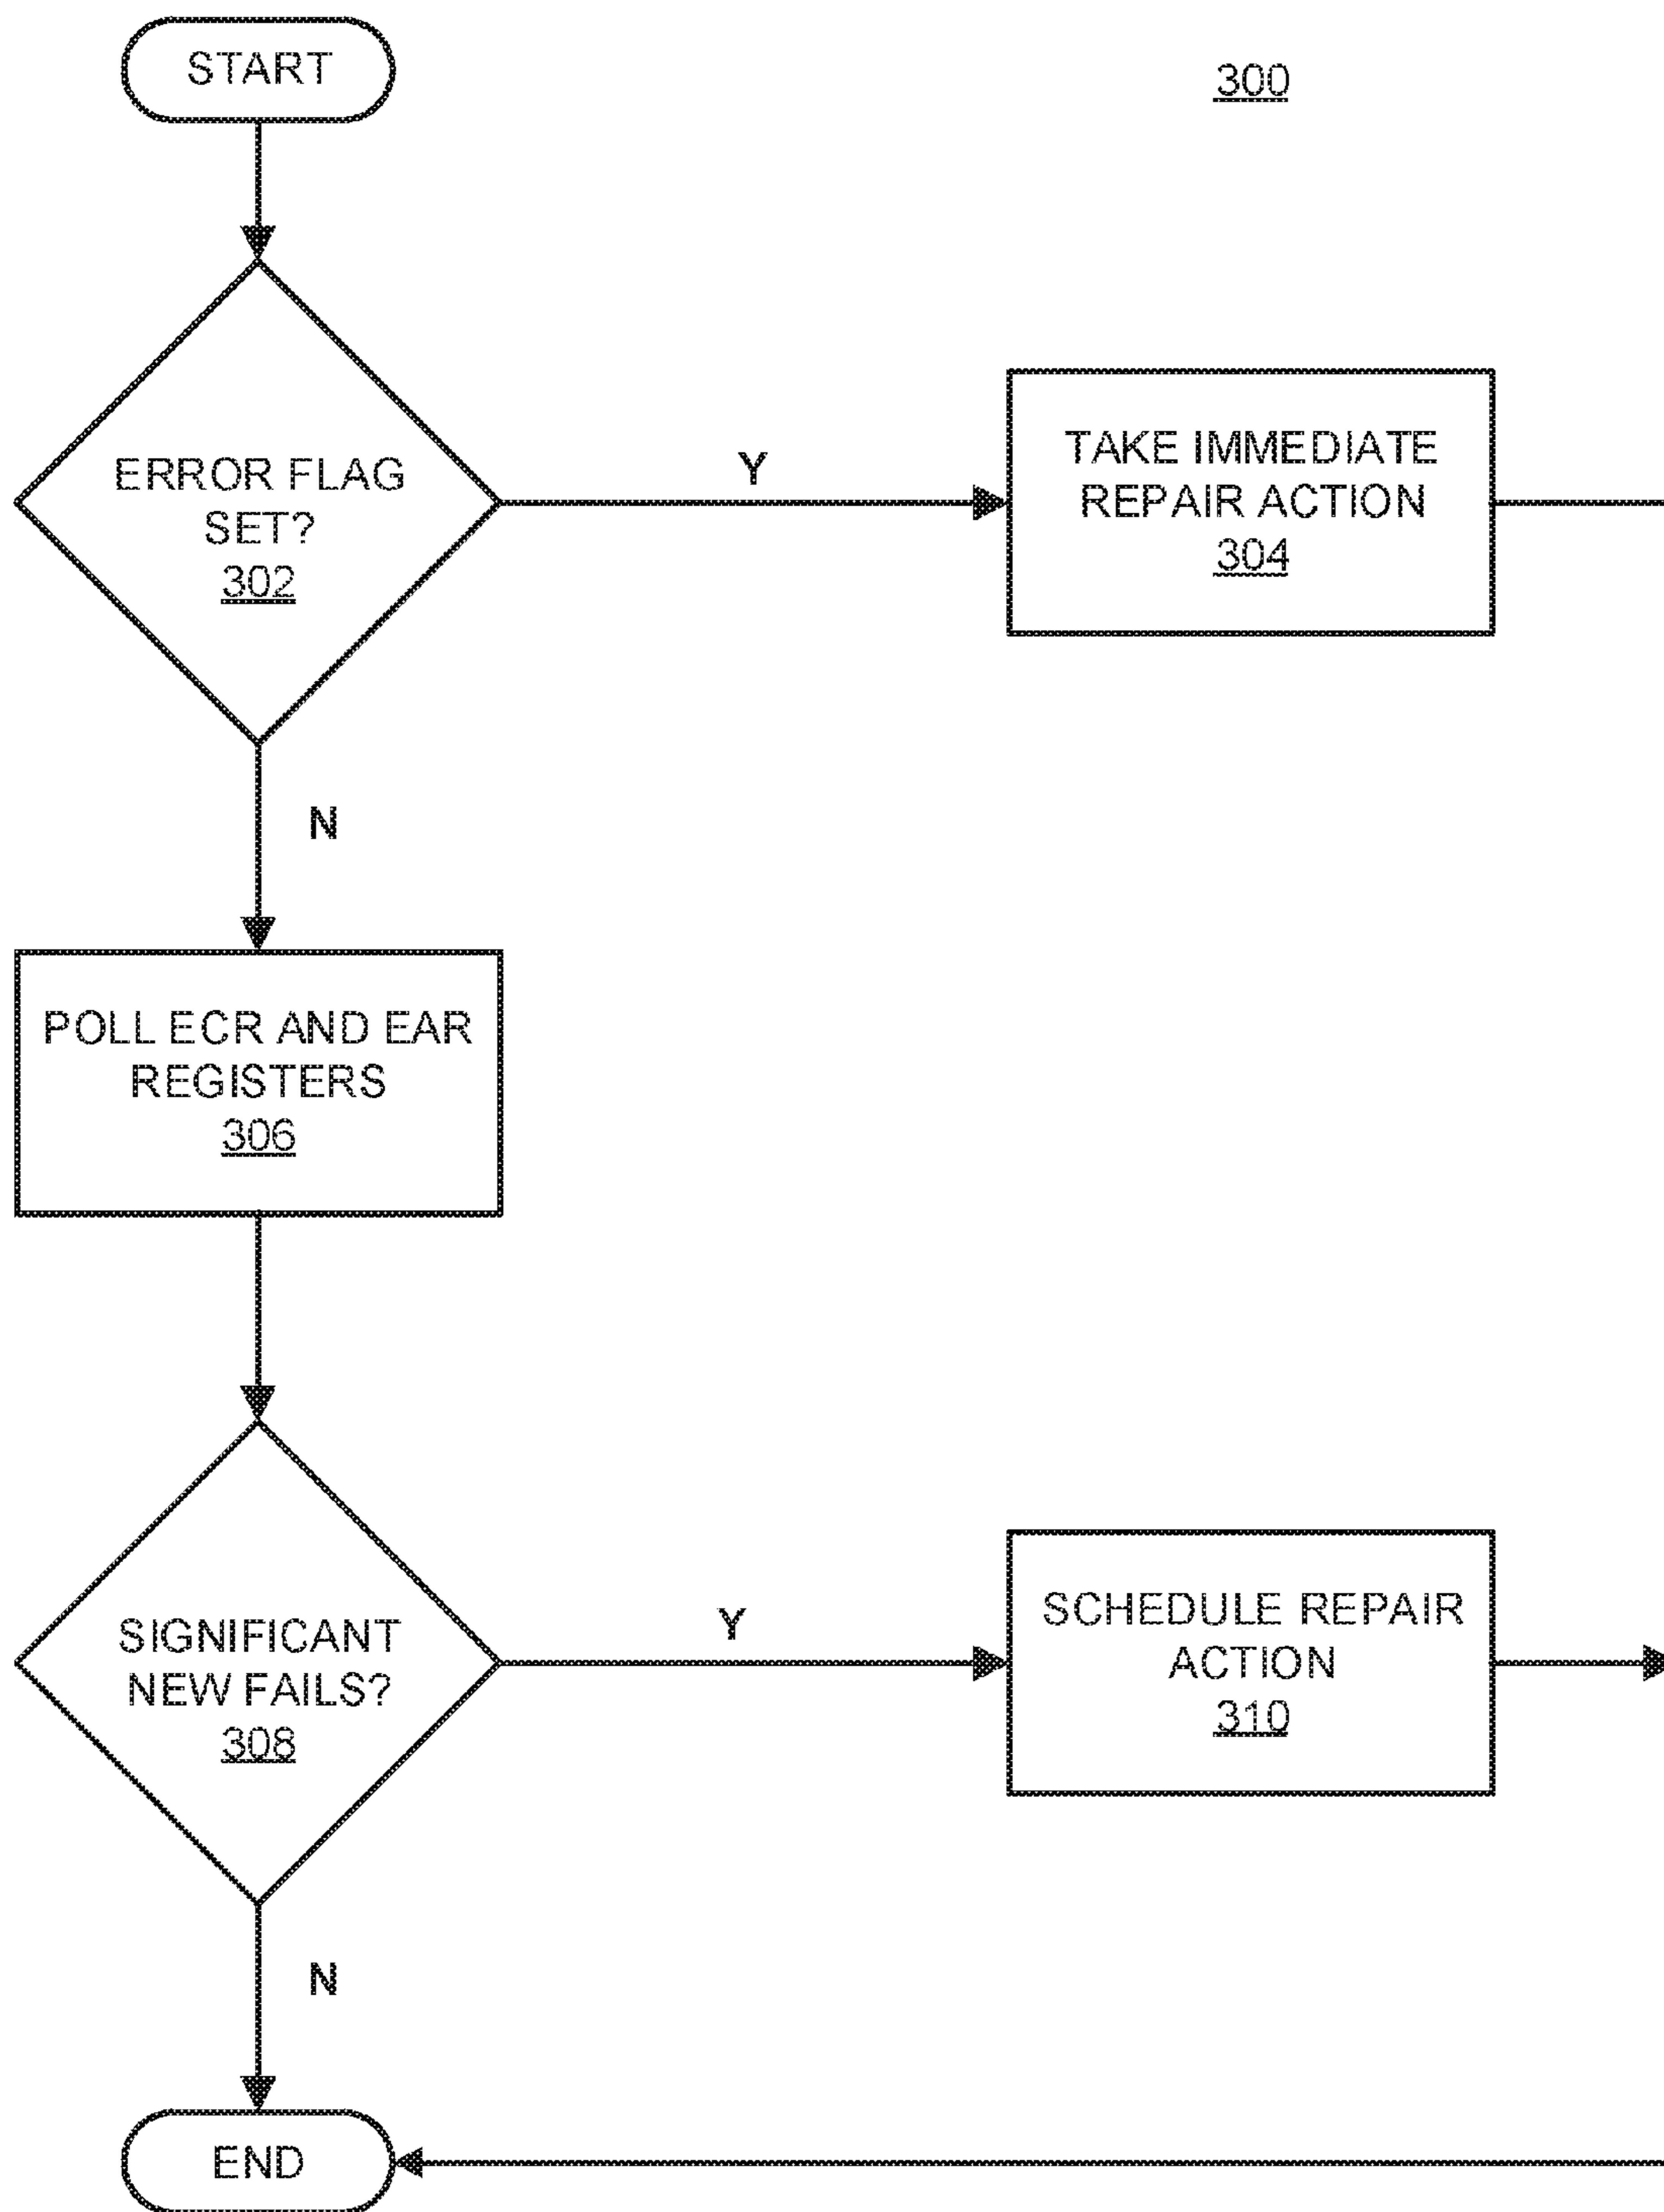 START
300
ERROR FLAG
SET?
302
Y
TAKE IMMEDIATE
REPAIR ACTION
304
N
POLL ECR AND EAR
REGISTERS
306
SIGNIFICANT
NEW FAILS?
308
Y
SCHEDULE REPAIR
ACTION
310
N
END